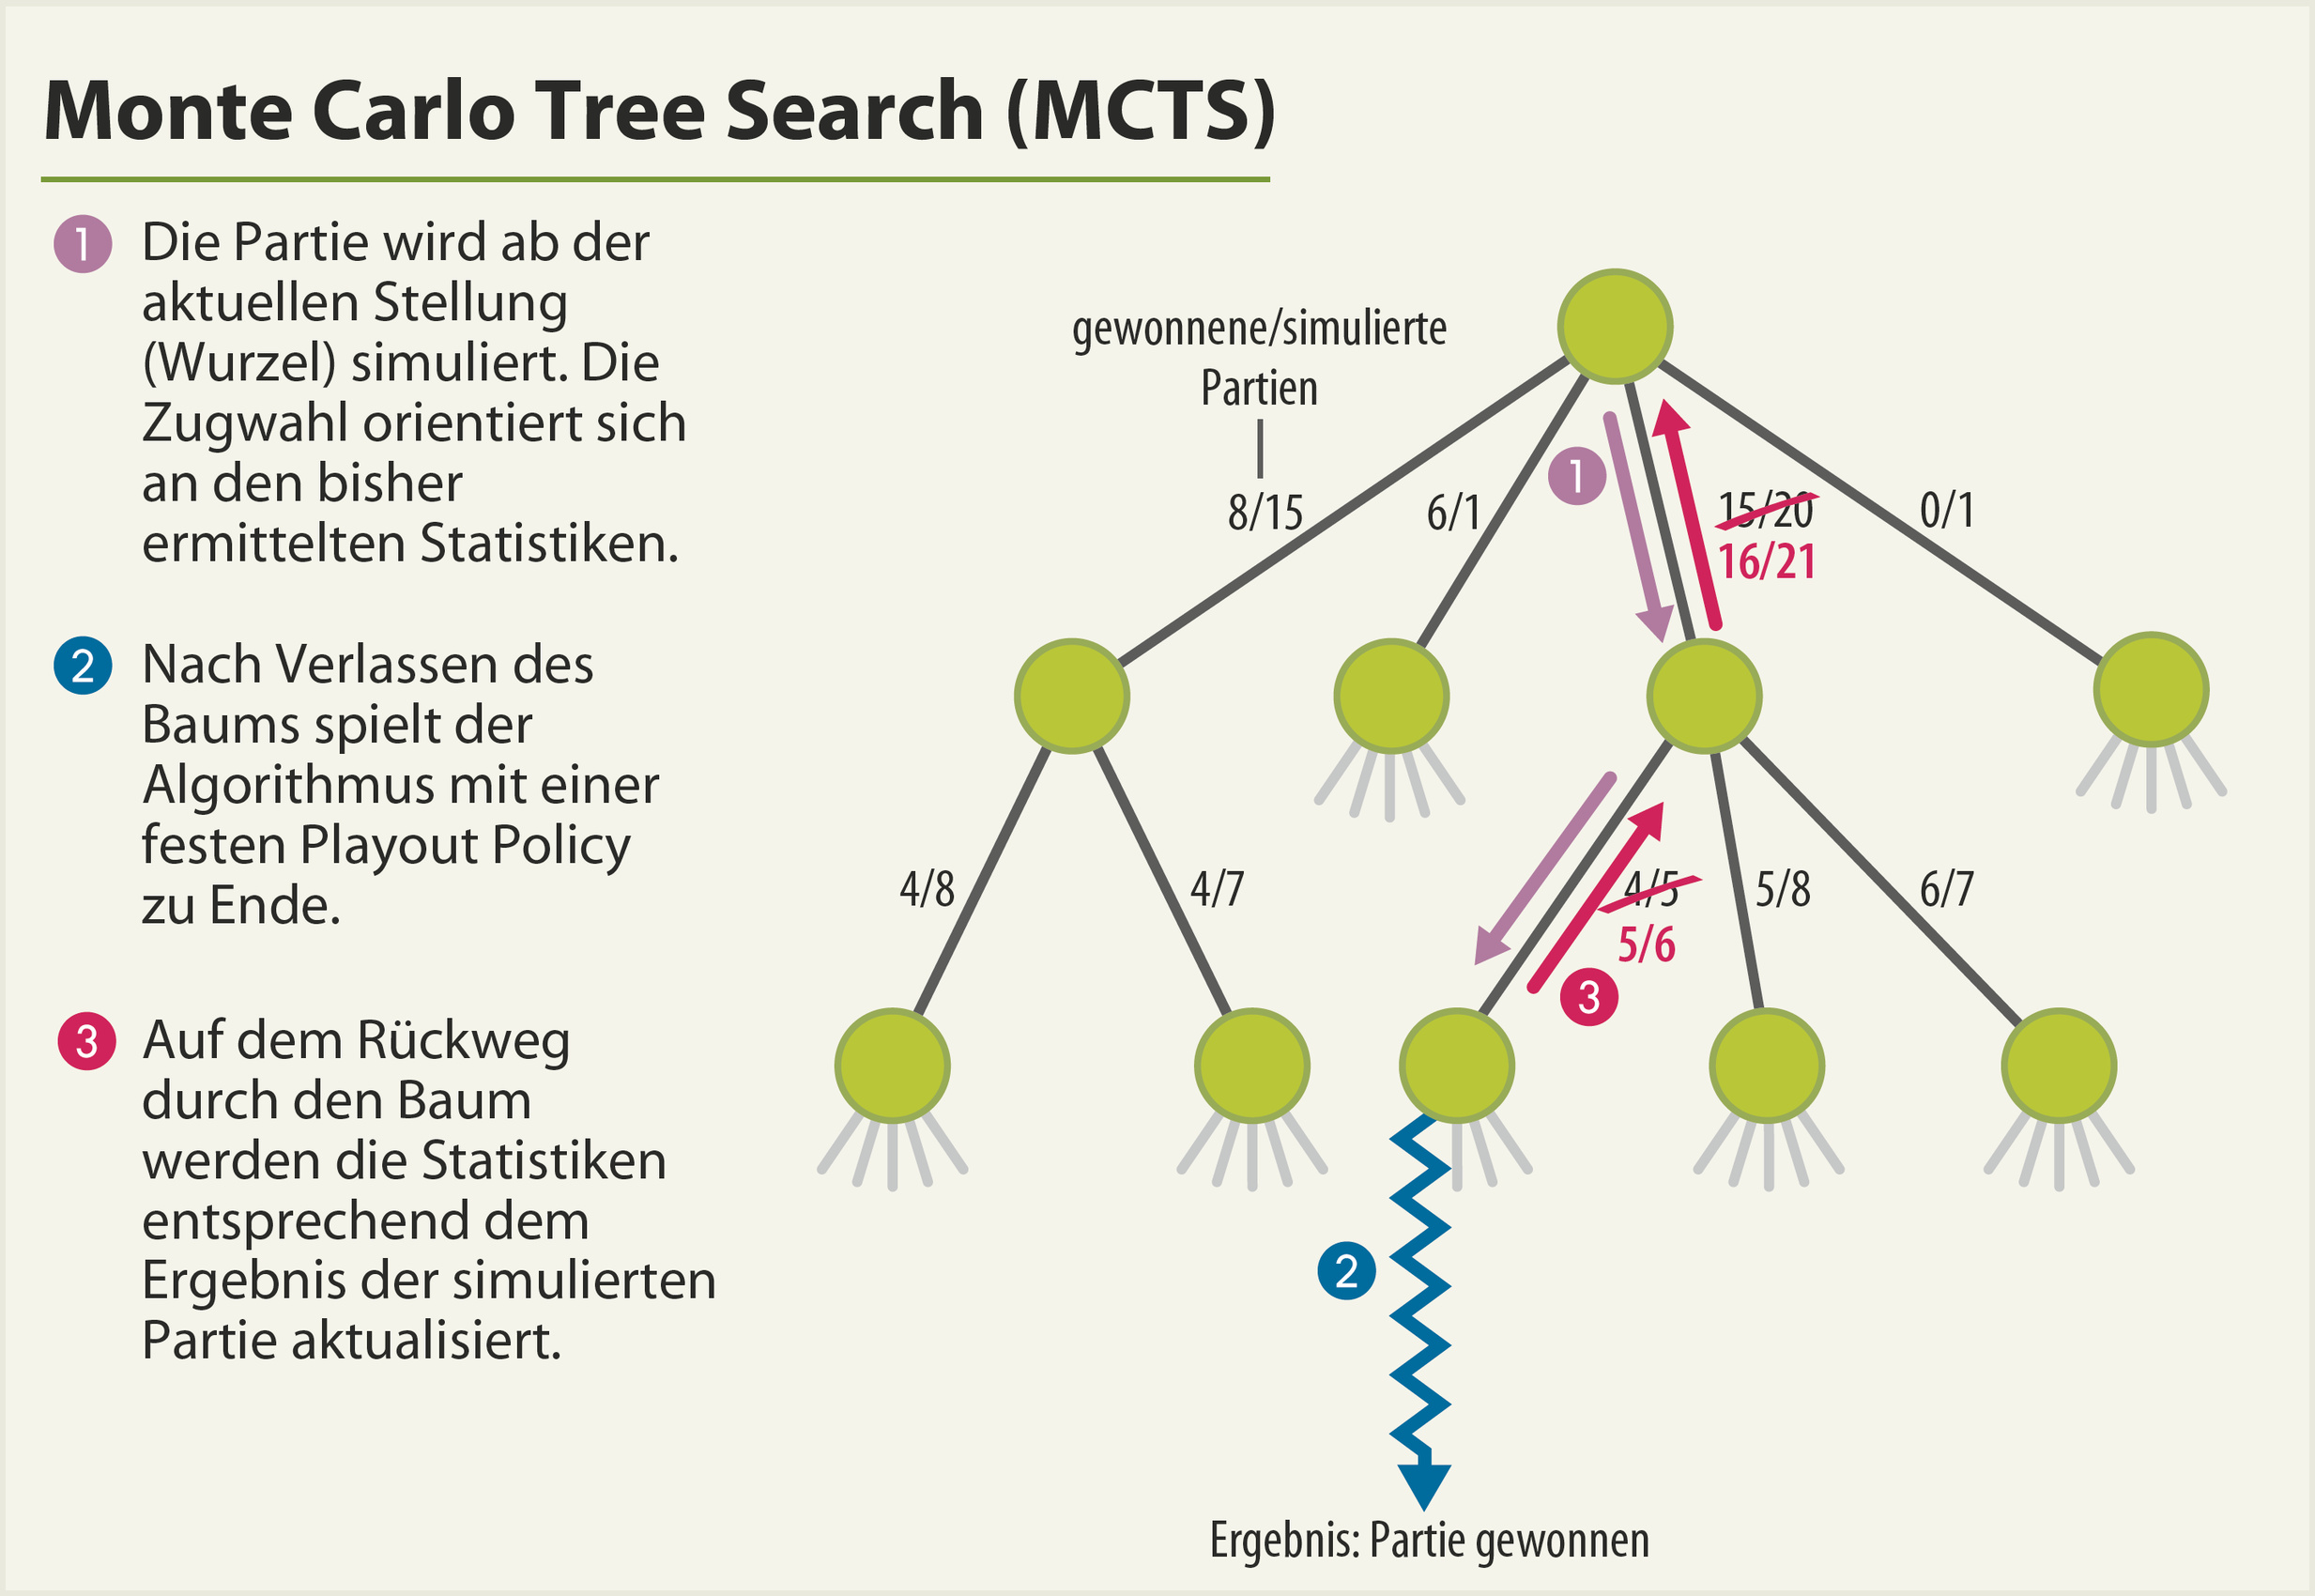 Monte Carlo Tree Search (MCTS)
1 Die Partie wird ab der
aktuellen Stellung
(Wurzel) simuliert. Die
Zugwahl orientiert sich
an den bisher
ermittelten Statistiken.
2 Nach Verlassen des
Baums spielt der
Algorithmus mit einer
festen Playout Policy
zu Ende.
3 Auf dem Rückweg
durch den Baum
werden die Statistiken
entsprechend dem
Ergebnis der simulierten
Partie aktualisiert.
gewonnene/simulierte
Partien
8/15
6/1
1
15/20
16/21
0/1
4/8
4/7
4/5
5/6
5/8
6/7
3
2
Ergebnis: Partie gewonnen